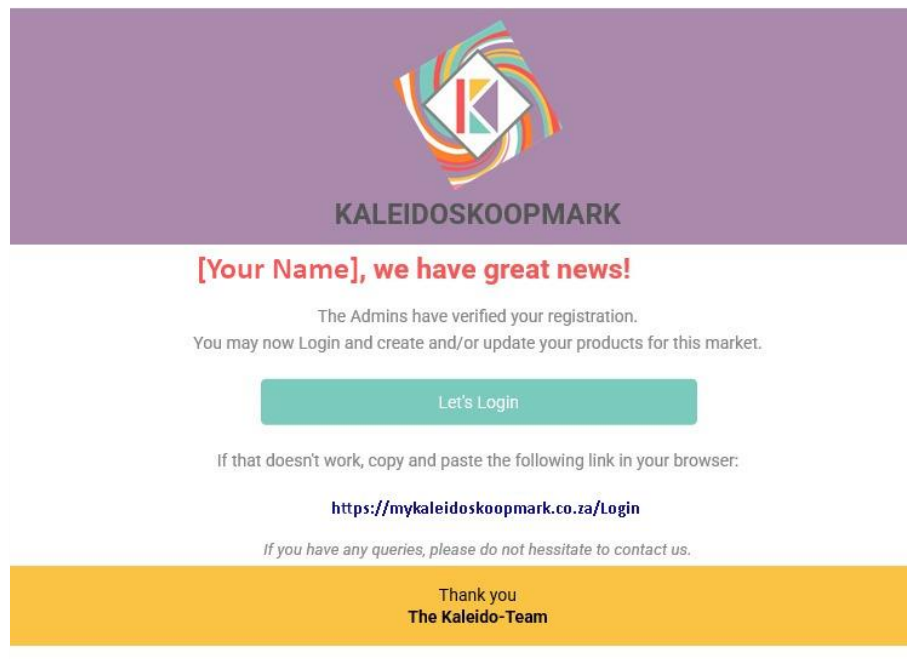 K
KALEIDOSKOOPMARK
[Your Name], we have great news!
The Admins have verified your registration.
You may now Login and create and/or update your products for this market.
Let's Login
If that doesn't work, copy and paste the following link in your browser:
https://mykaleidoskoopmark.co.za/Login
If you have any queries, please do not hessitate to contact us.
Thank you
The Kaleido-Team